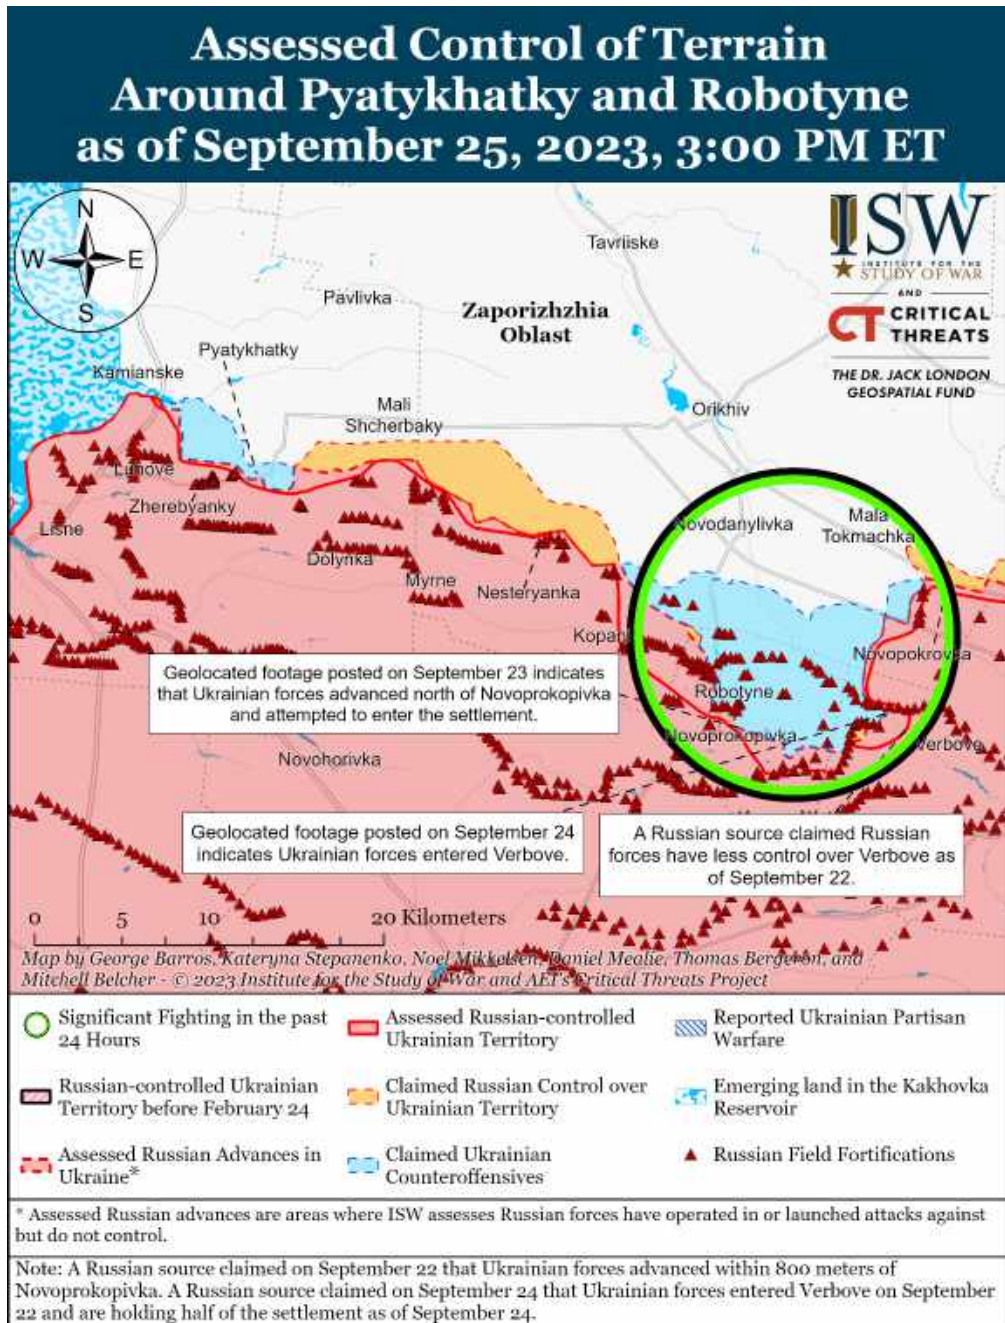 Assessed Control of Terrain
Around Pyatykhatky and Robotyne
as of September 25, 2023, 3:00 PM ET
N
W
E
S
ISW
INSTITUTE FOR THE
STUDY OF WAR
AND
CT CRITICAL
THREATS
THE DR. JACK LONDON
GEOSPATIAL FUND
Tavriiske
Pavlivka
Zaporizhzhia
Oblast
Pyatykhatky
Kamianske
Mali
Shcherbaky
Orikhiv
Luhove
Zherebyanky
Lisne
Novodanylivka
Mala
Tokmachka
Dolynka
Myrne
Nesteryanka
Kopani
Novopokrovka
Geolocated footage posted on September 23 indicates
that Ukrainian forces advanced north of Novoprokopivka
and attempted to enter the settlement.
Robotyne
Novoprokopivka
Verbove
Novohorivka
Geolocated footage posted on September 24
indicates Ukrainian forces entered Verbove.
A Russian source claimed Russian
forces have less control over Verbove as
of September 22.
0 5 10 20 Kilometers
Map by George Barros, Kateryna Stepanenko, Noel Mikkelsen, Daniel Mealie, Thomas Bergeron, and
Mitchell Belcher - © 2023 Institute for the Study of War and AEI's Critical Threats Project
Significant Fighting in the past
24 Hours
Assessed Russian-controlled
Ukrainian Territory
Reported Ukrainian Partisan
Warfare
Russian-controlled Ukrainian
Territory before February 24
Claimed Russian Control over
Ukrainian Territory
Emerging land in the Kakhovka
Reservoir
Assessed Russian Advances in
Ukraine*
Claimed Ukrainian
Counteroffensives
Russian Field Fortifications
* Assessed Russian advances are areas where ISW assesses Russian forces have operated in or launched attacks against
but do not control.
Note: A Russian source claimed on September 22 that Ukrainian forces advanced within 800 meters of
Novoprokopivka. A Russian source claimed on September 24 that Ukrainian forces entered Verbove on September
22 and are holding half of the settlement as of September 24.